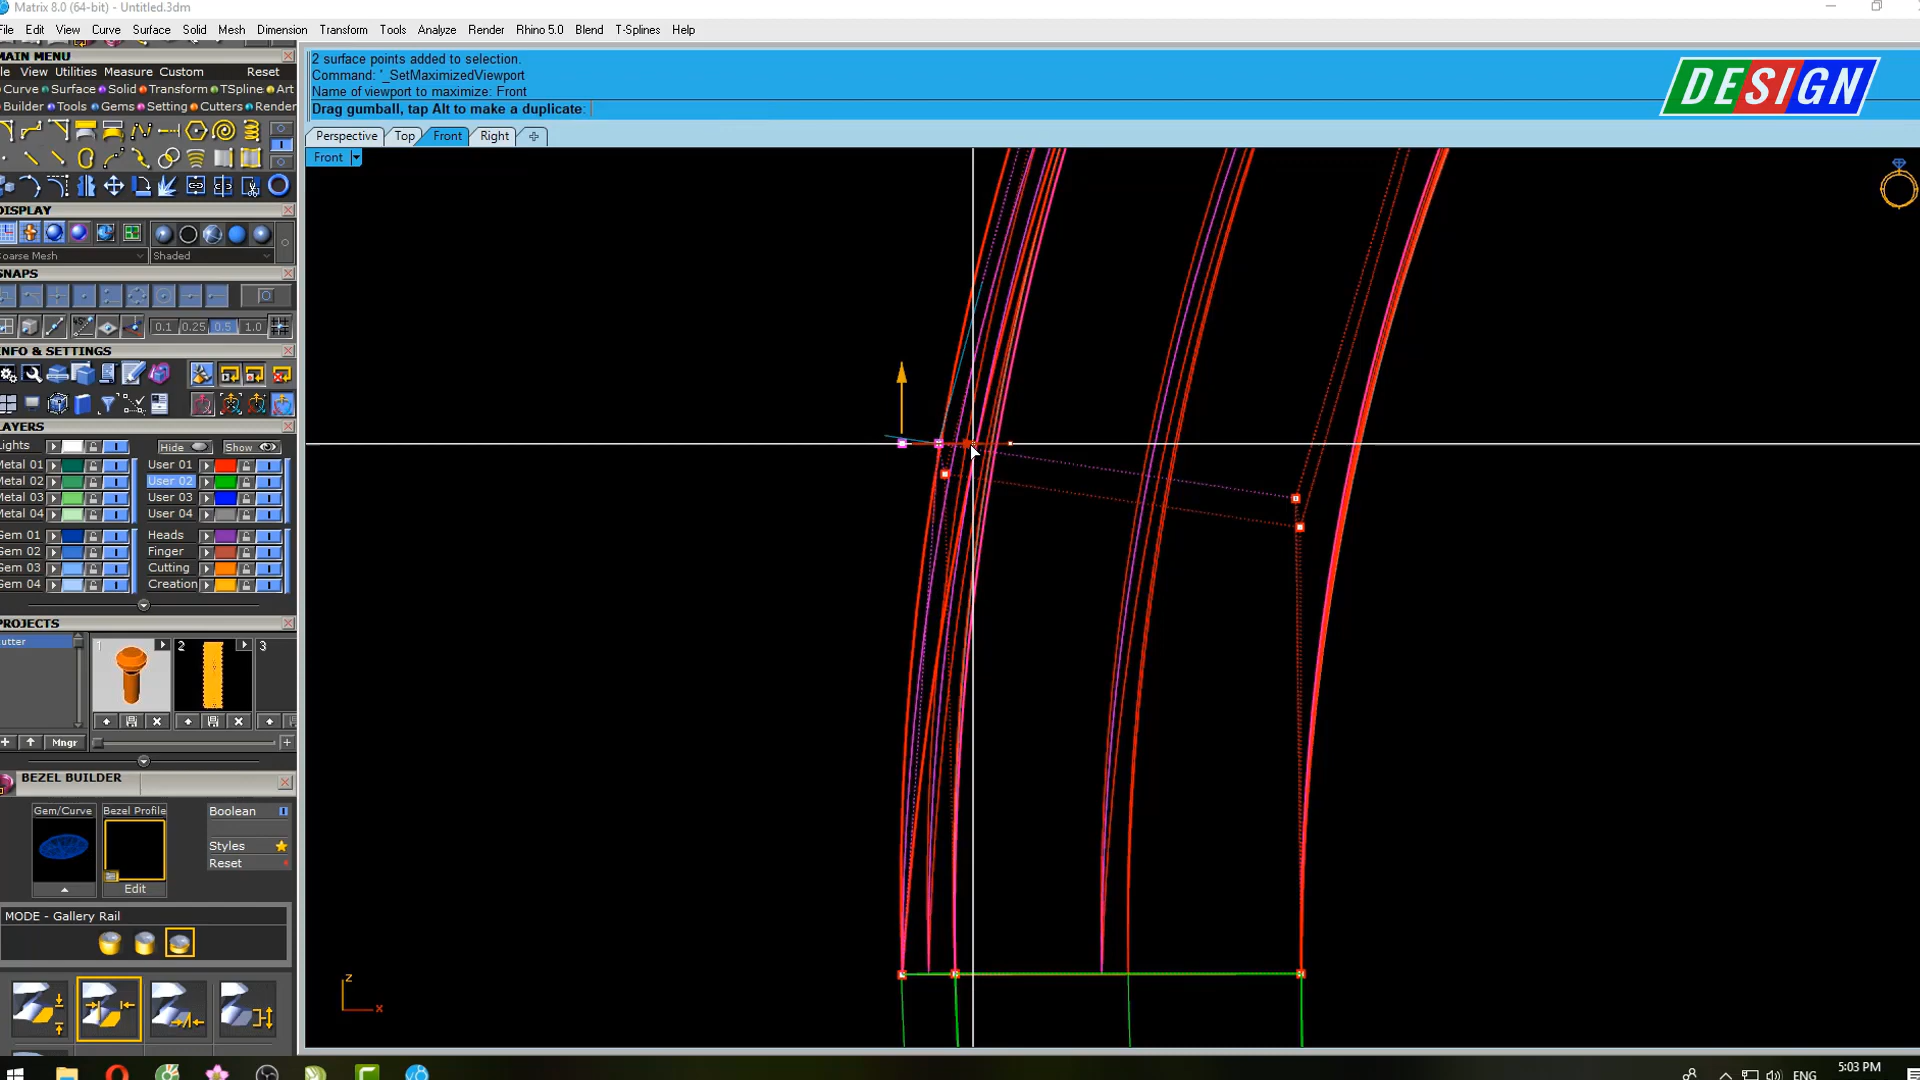 Matrix 8.0 (64-bit) - Untitled.3dm
File Edit View Curve Surface Solid Mesh Dimension Transform Tools Analyze Render Rhino 5.0 Blend T-Splines Help
MAIN MENU
le View Utilities Measure Custom Reset
Curve Surface Solid Transform TSpline Art
Builder Tools Gems Setting Cutters Render
2 surface points added to selection.
Command: '_SetMaximizedViewport
Name of viewport to maximize: Front
Drag gumball, tap Alt to make a duplicate:
DESIGN
Perspective Top Front Right
Front
DISPLAY
oarse Mesh Shaded
SNAPS
0.1 0.25 0.5 1.0
INFO & SETTINGS
LAYERS
ights Hide Show
Metal 01 User 01
Metal 02 User 02
Metal 03 User 03
Metal 04 User 04
Gem 01 Heads
Gem 02 Finger
Gem 03 Cutting
Gem 04 Creation
PROJECTS
utter 1 2 3
Mngr
BEZEL BUILDER
Gem/Curve Bezel Profile Boolean
Styles
Reset
Edit
MODE - Gallery Rail
z
x
ENG
5:03 PM